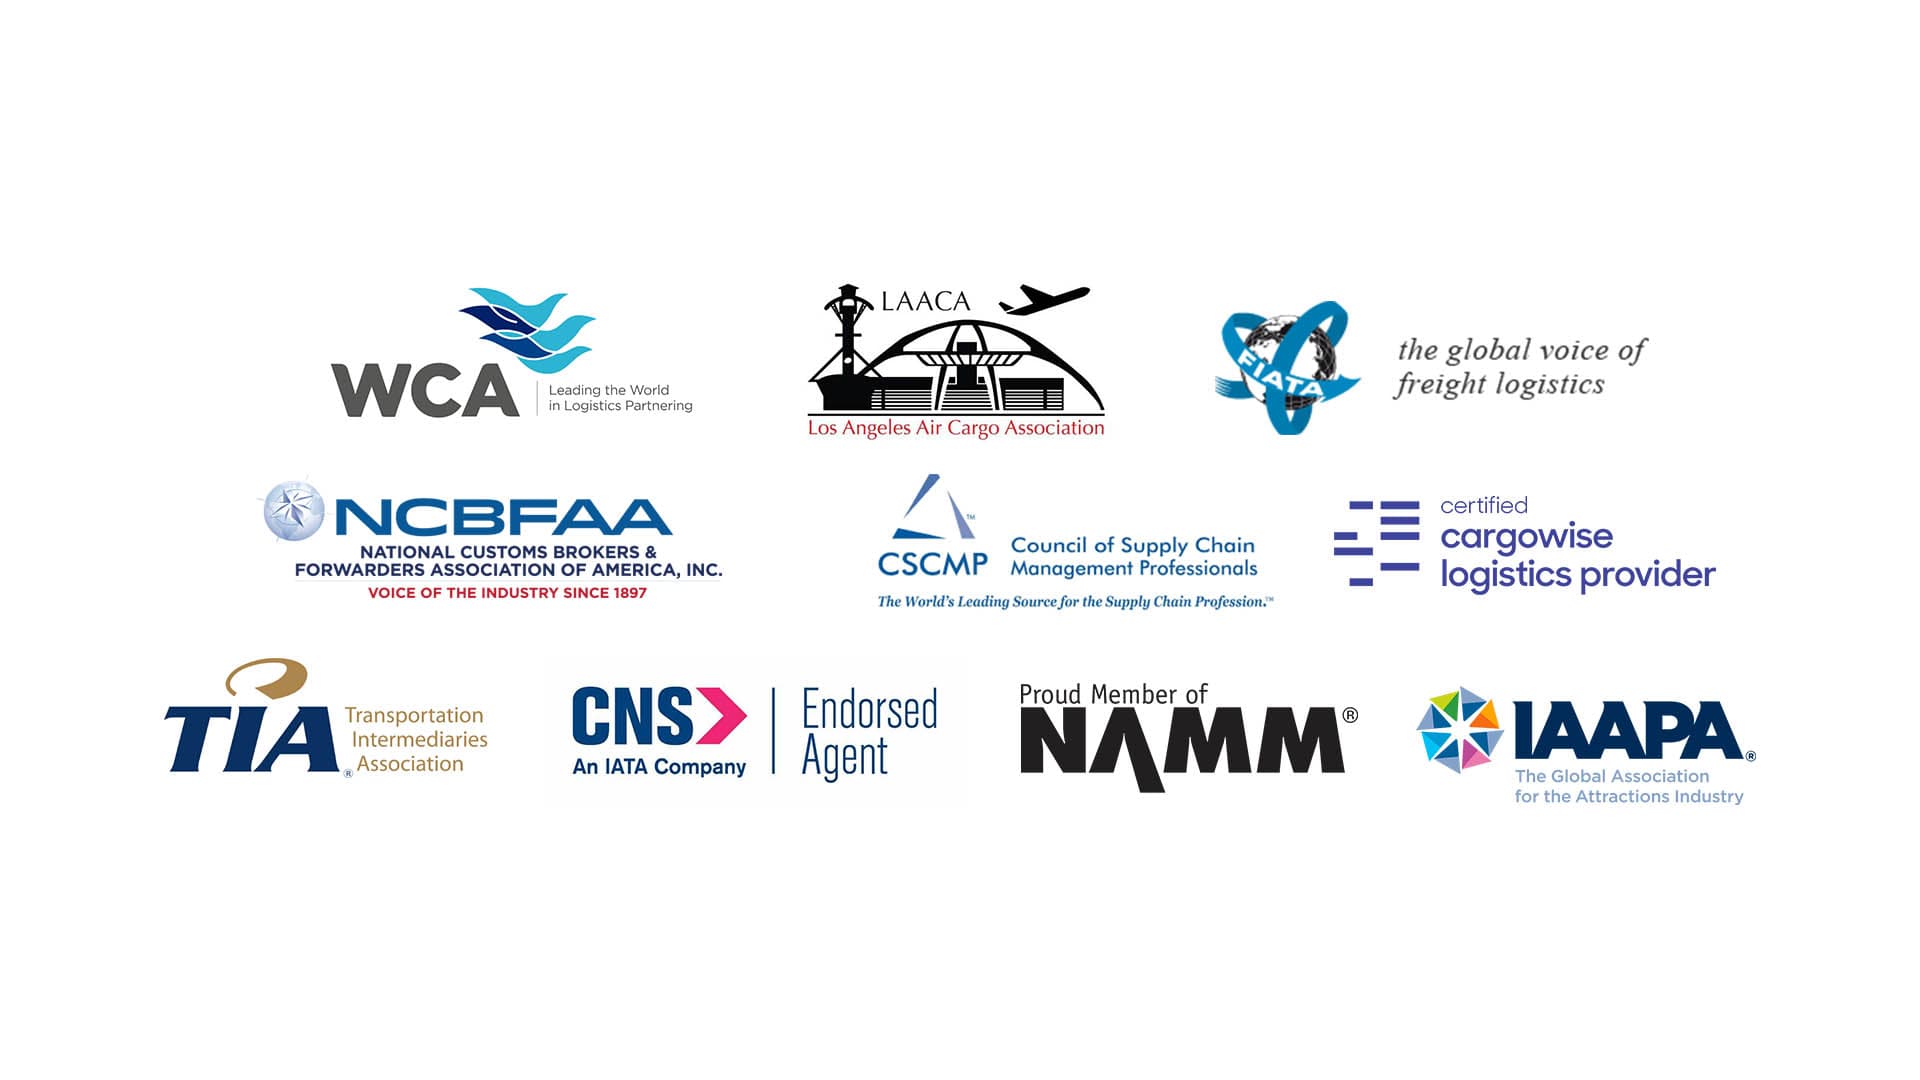 WCA
Leading the World
in Logistics Partnering
LAACA
Los Angeles Air Cargo Association
FIATA
the global voice of
freight logistics
NCBFAA
NATIONAL CUSTOMS BROKERS &
FORWARDERS ASSOCIATION OF AMERICA, INC.
VOICE OF THE INDUSTRY SINCE 1897
™
CSCMP
Council of Supply Chain
Management Professionals
The World's Leading Source for the Supply Chain Profession.™
certified
cargowise
logistics provider
TIA®
Transportation
Intermediaries
Association
CNS
An IATA Company
Endorsed
Agent
Proud Member of
NAMM®
IAAPA®
The Global Association
for the Attractions Industry